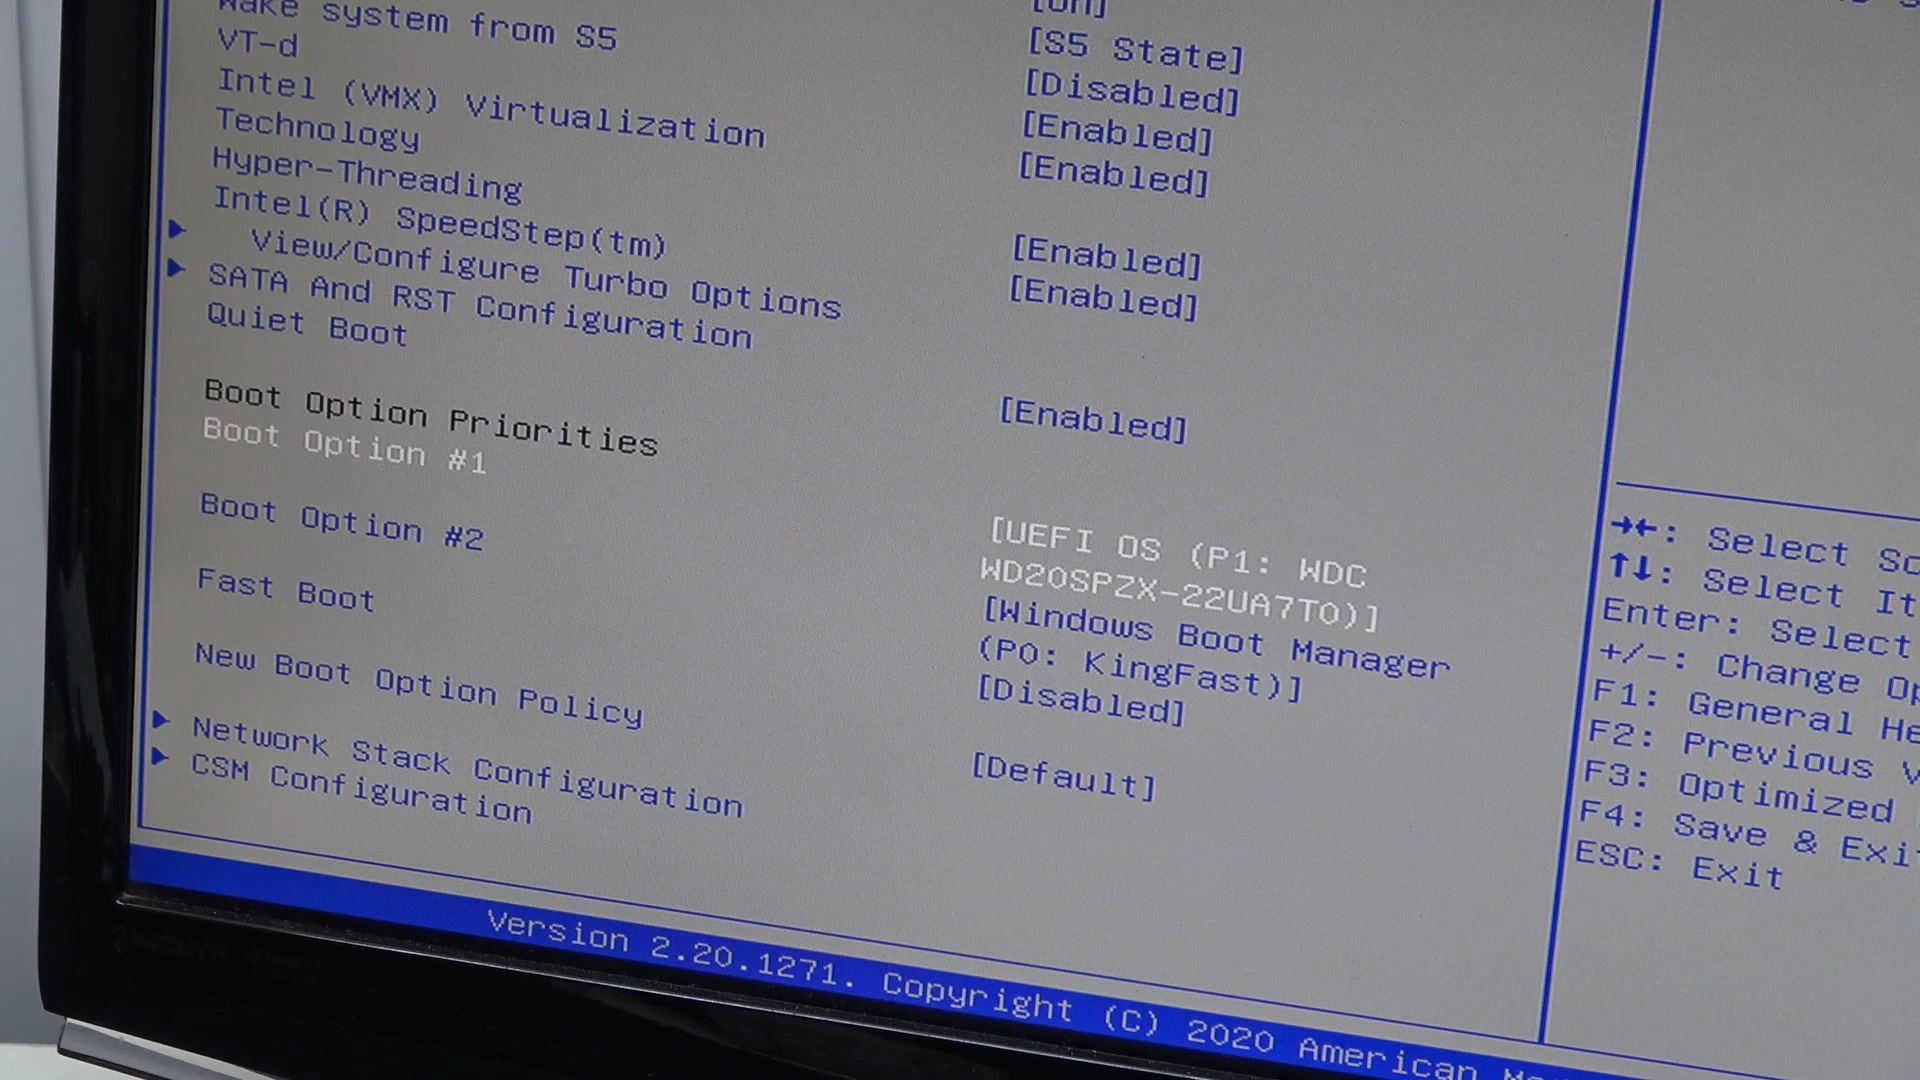 Wake system from S5
VT-d
Intel (VMX) Virtualization
Technology
Hyper-Threading
Intel(R) SpeedStep(tm)
View/Configure Turbo Options
SATA And RST Configuration
Quiet Boot
Boot Option Priorities
Boot Option #1
Boot Option #2
Fast Boot
New Boot Option Policy
Network Stack Configuration
CSM Configuration
[On]
[S5 State]
[Disabled]
[Enabled]
[Enabled]
[Enabled]
[Enabled]
[Enabled]
[UEFI OS (P1: WDC
WD20SPZX-22UA7T0)]
[Windows Boot Manager
(P0: KingFast)]
[Disabled]
[Default]
→←: Select Sc
↑↓: Select It
Enter: Select
+/-: Change Op
F1: General He
F2: Previous V
F3: Optimized
F4: Save & Exit
ESC: Exit
Version 2.20.1271. Copyright (C) 2020 American